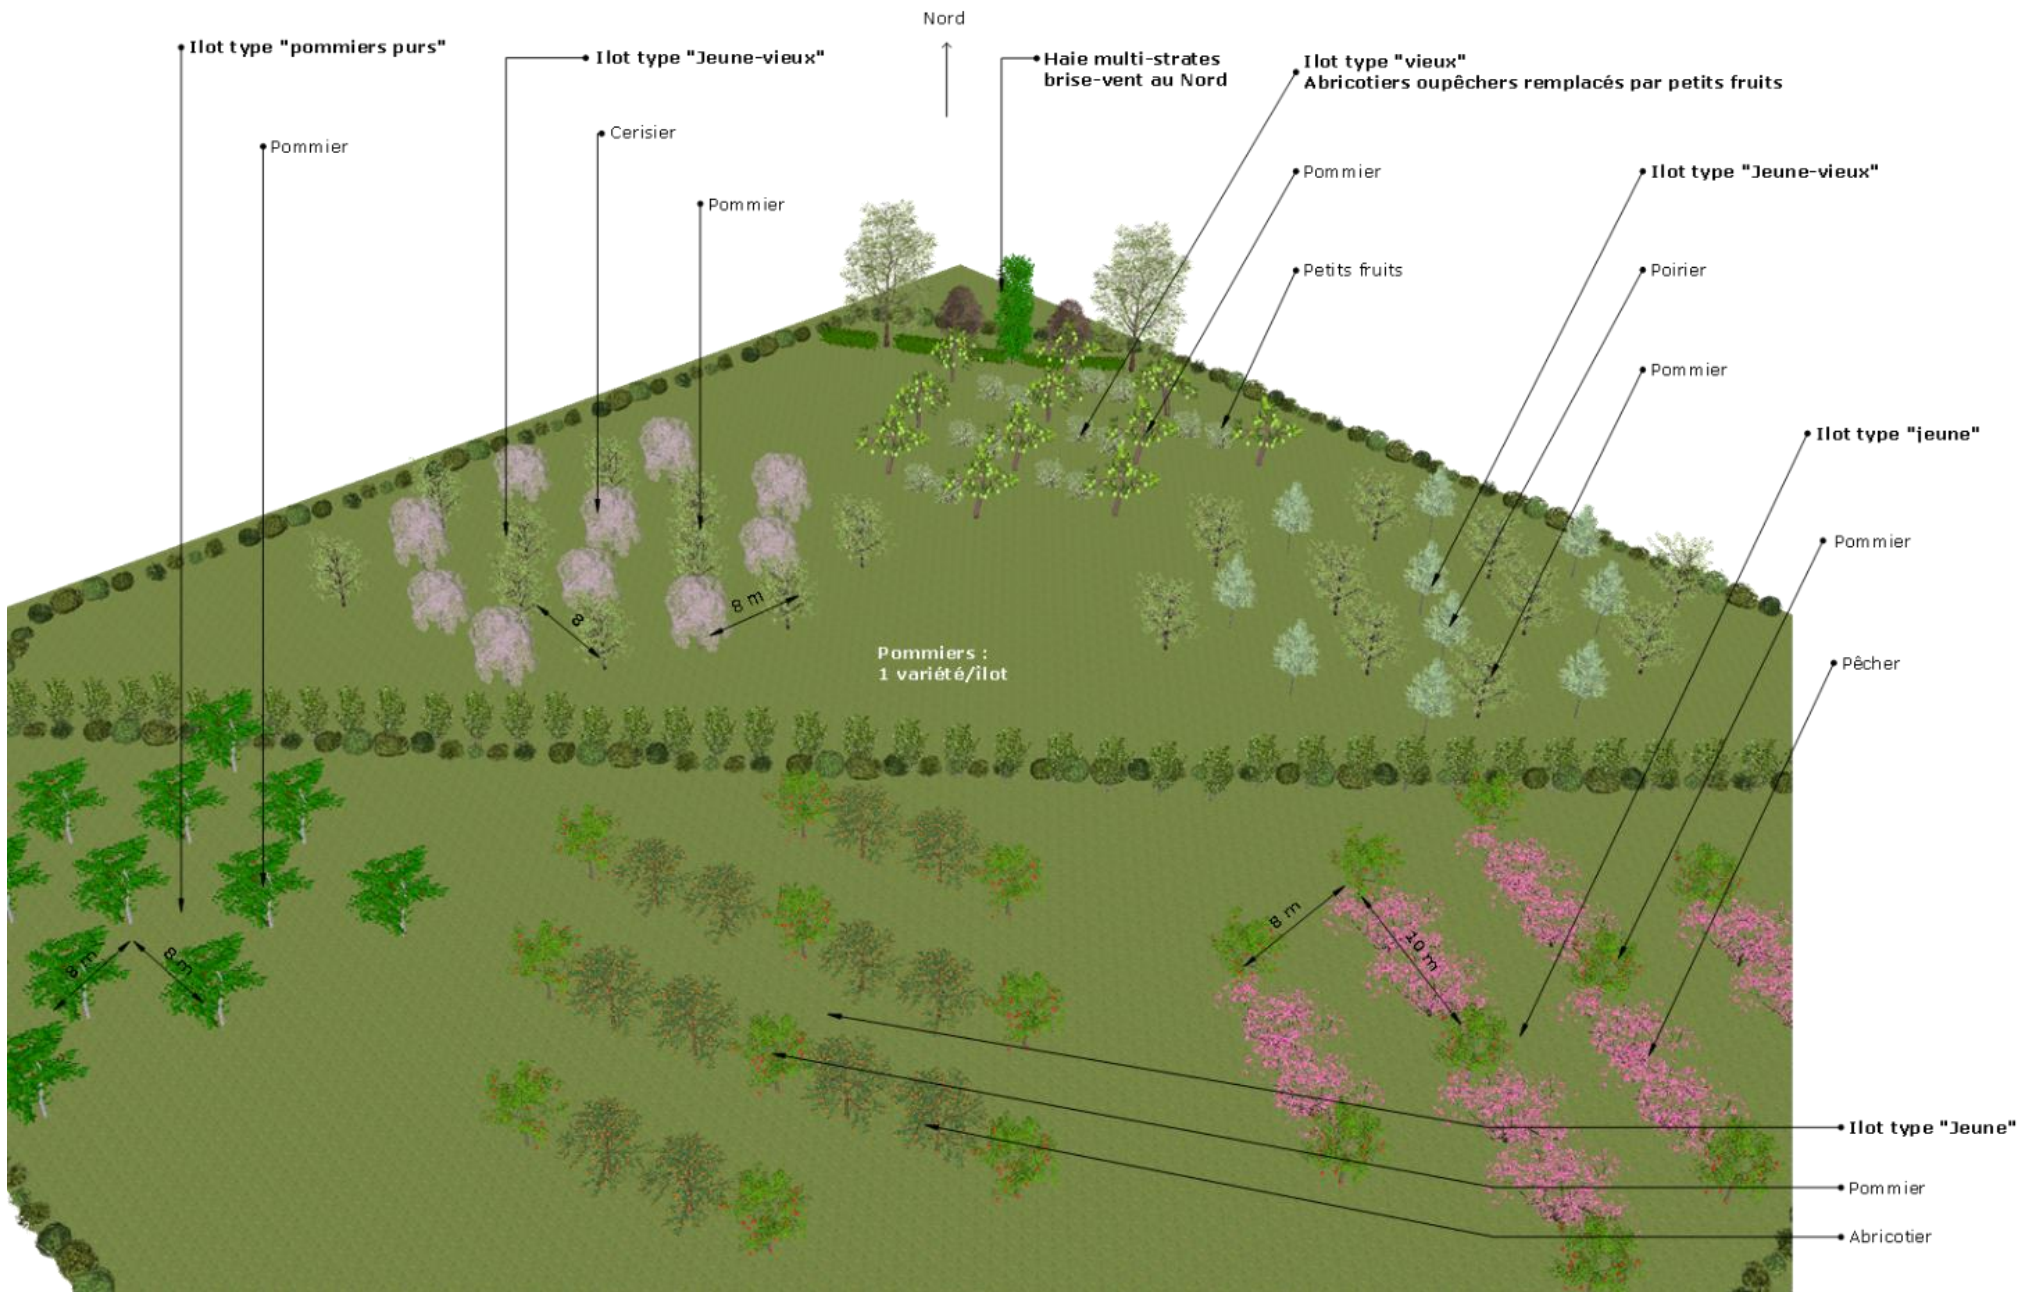 Nord
Ilot type "pommiers purs"
Ilot type "Jeune-vieux"
Haie multi-strates
brise-vent au Nord
Ilot type "vieux"
Abricotiers oupêchers remplacés par petits fruits
Cerisier
Pommier
Pommier
Pommier
Ilot type "Jeune-vieux"
Petits fruits
Poirier
Pommier
Ilot type "jeune"
Pommier
8 m
8
Pommiers :
1 variété/ilot
Pêcher
8 m
10 m
8 m
8 m
Ilot type "Jeune"
Pommier
Abricotier